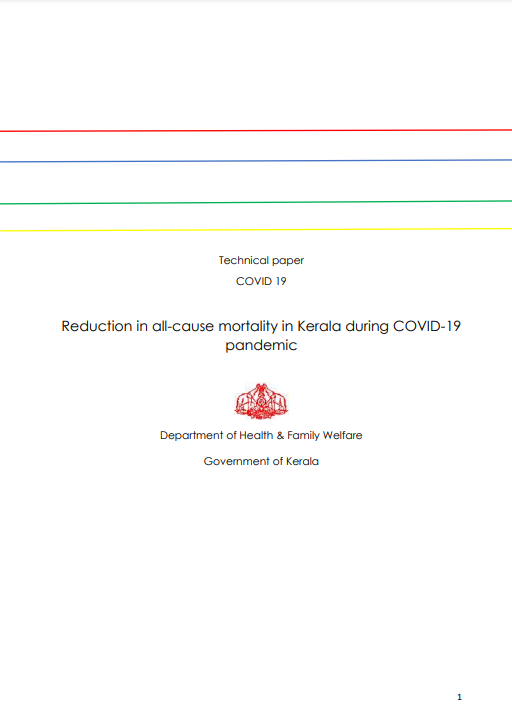 Technical paper
COVID 19
Reduction in all-cause mortality in Kerala during COVID-19
pandemic
Department of Health & Family Welfare
Government of Kerala
1